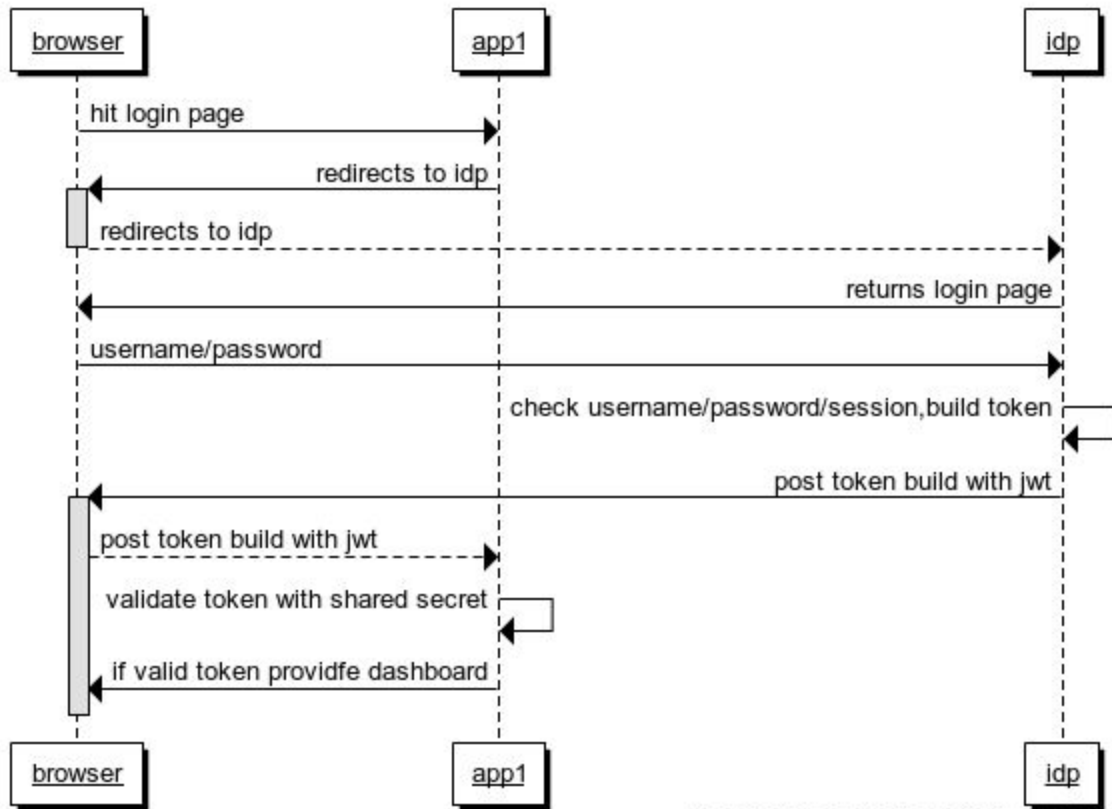 browser
app1
idp
hit login page
redirects to idp
redirects to idp
returns login page
username/password
check username/password/session,build token
post token build with jwt
post token build with jwt
validate token with shared secret
if valid token providfe dashboard
browser
app1
idp